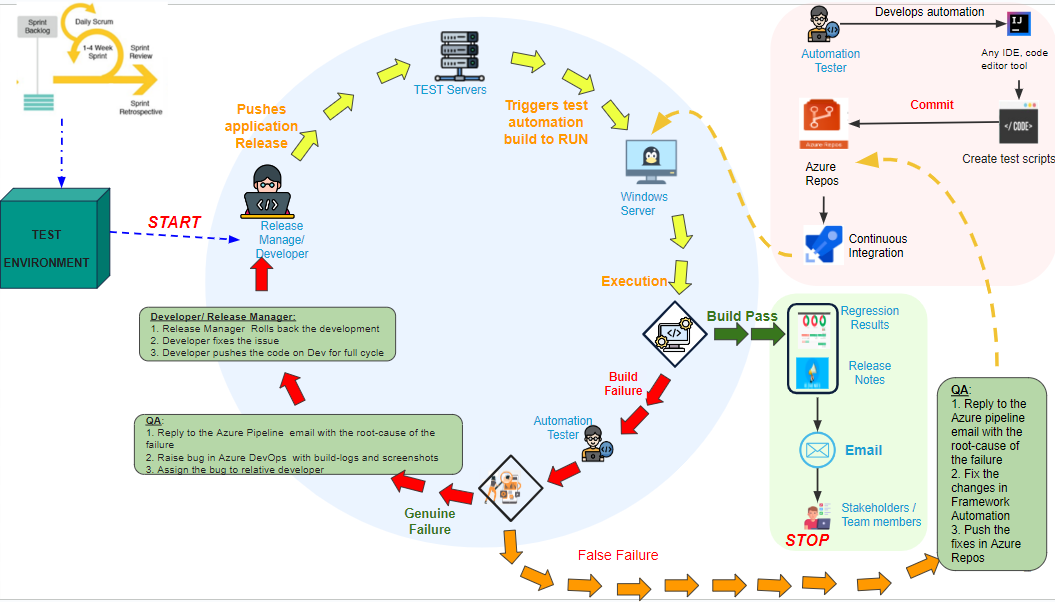 Sprint
Backlog
Daily Scrum
1-4 Week
Sprint
Sprint
Review
Sprint
Retrospective
TEST
ENVIRONMENT
START
Pushes
application
Release
Release
Manage/
Developer
TEST Servers
Triggers test
automation
build to RUN
Windows
Server
Execution
Build Pass
Build
Failure
Automation
Tester
Genuine
Failure
False Failure
Developer/ Release Manager:
1. Release Manager Rolls back the development
2. Developer fixes the issue
3. Developer pushes the code on Dev for full cycle
QA:
1. Reply to the Azure Pipeline email with the root-cause of the
failure
2. Raise bug in Azure DevOps with build-logs and screenshots
3. Assign the bug to relative developer
Automation
Tester
Develops automation
IJ
Any IDE, code
editor tool
Commit
</CODE>
Create test scripts
Azure Repos
Azure
Repos
Continuous
Integration
Regression
Results
Release
Notes
Email
Stakeholders /
Team members
STOP
QA:
1. Reply to the
Azure pipeline
email with the
root-cause of
the failure
2. Fix the
changes in
Framework
Automation
3. Push the
fixes in Azure
Repos